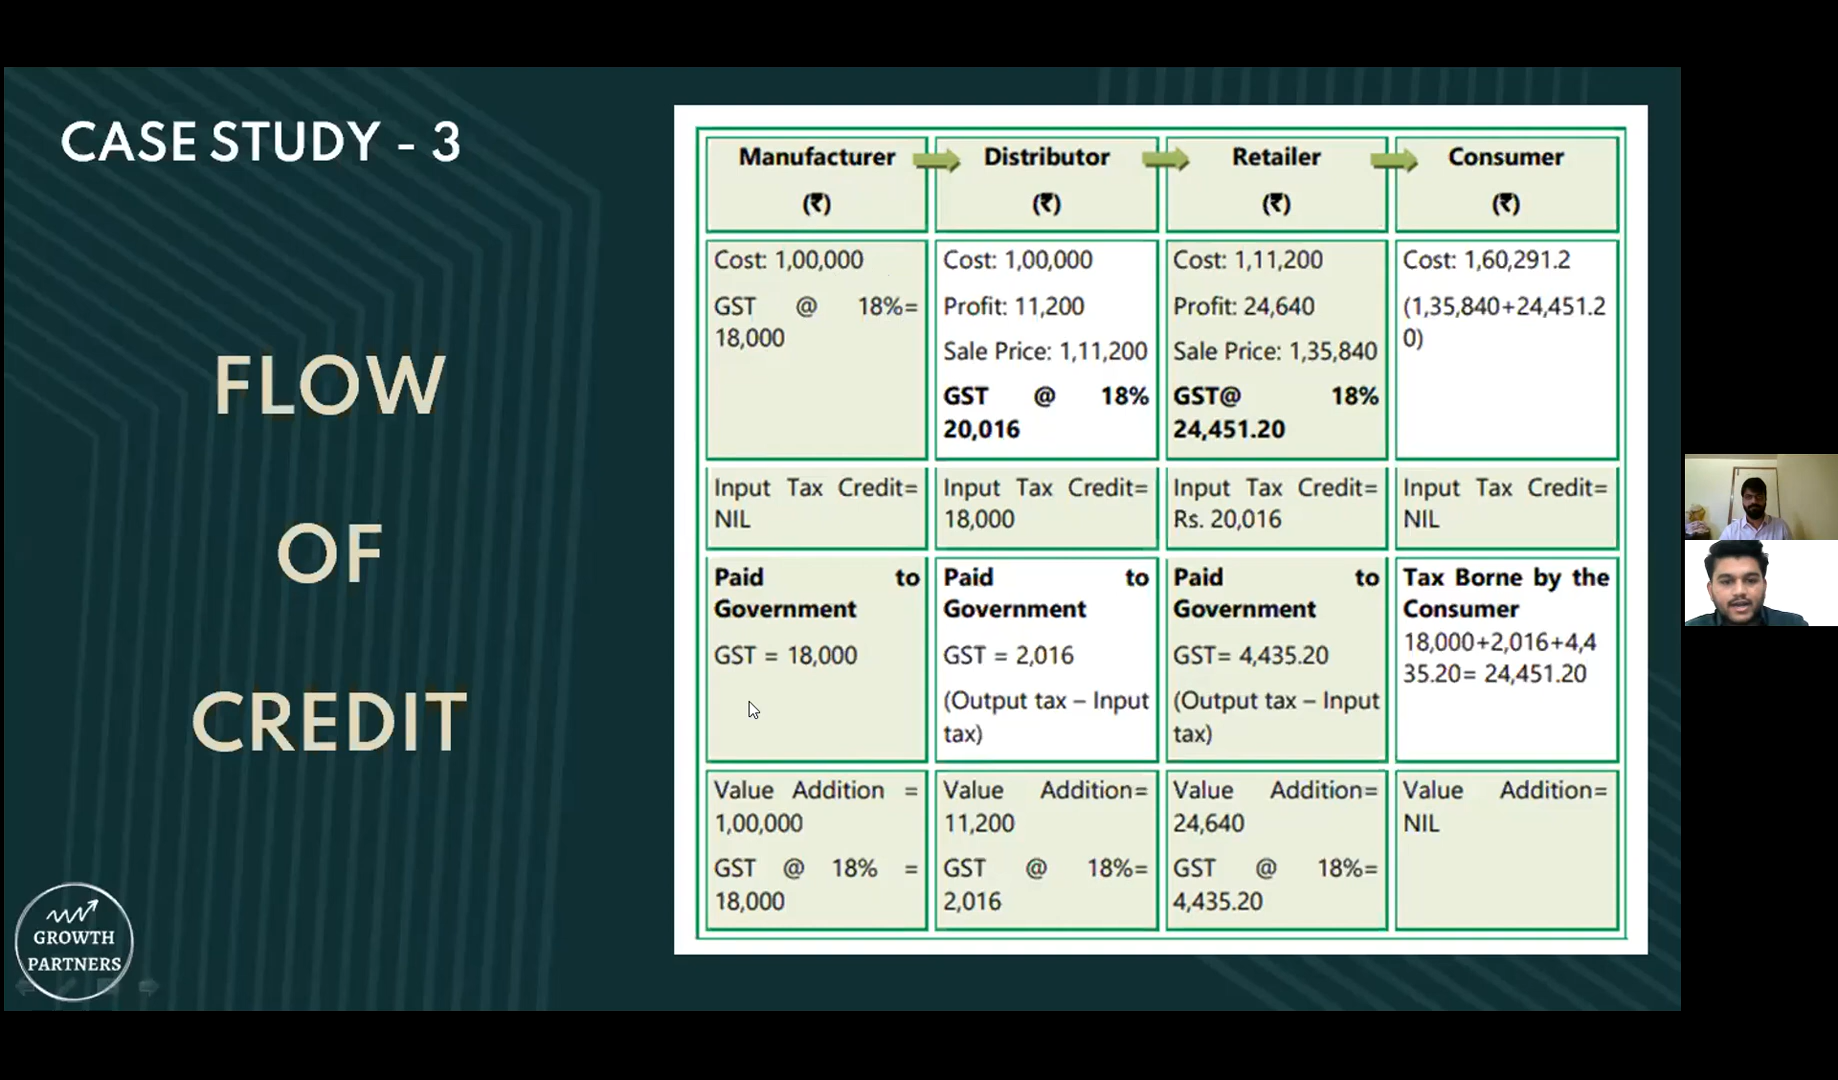 CASE STUDY - 3
FLOW
OF
CREDIT
GROWTH
PARTNERS
Manufacturer
(₹)
Distributor
(₹)
Retailer
(₹)
Consumer
(₹)
Cost: 1,00,000
GST @ 18%=
18,000
Cost: 1,00,000
Profit: 11,200
Sale Price: 1,11,200
GST @ 18%
20,016
Cost: 1,11,200
Profit: 24,640
Sale Price: 1,35,840
GST@ 18%
24,451.20
Cost: 1,60,291.2
(1,35,840+24,451.2
0)
Input Tax Credit=
NIL
Input Tax Credit=
18,000
Input Tax Credit=
Rs. 20,016
Input Tax Credit=
NIL
Paid to
Government
GST = 18,000
Paid to
Government
GST = 2,016
(Output tax – Input
tax)
Paid to
Government
GST= 4,435.20
(Output tax – Input
tax)
Tax Borne by the
Consumer
18,000+2,016+4,4
35.20= 24,451.20
Value Addition =
1,00,000
GST @ 18% =
18,000
Value Addition=
11,200
GST @ 18%=
2,016
Value Addition=
24,640
GST @ 18%=
4,435.20
Value Addition=
NIL